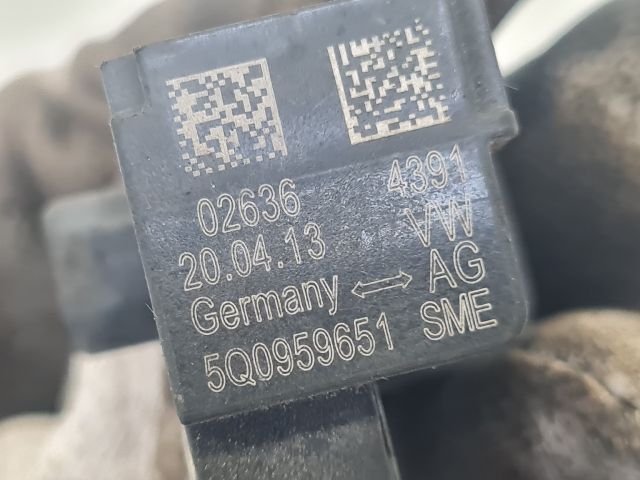 02636 4391
20.04.13 VW
Germany ⟺ AG
5Q0959651 SME